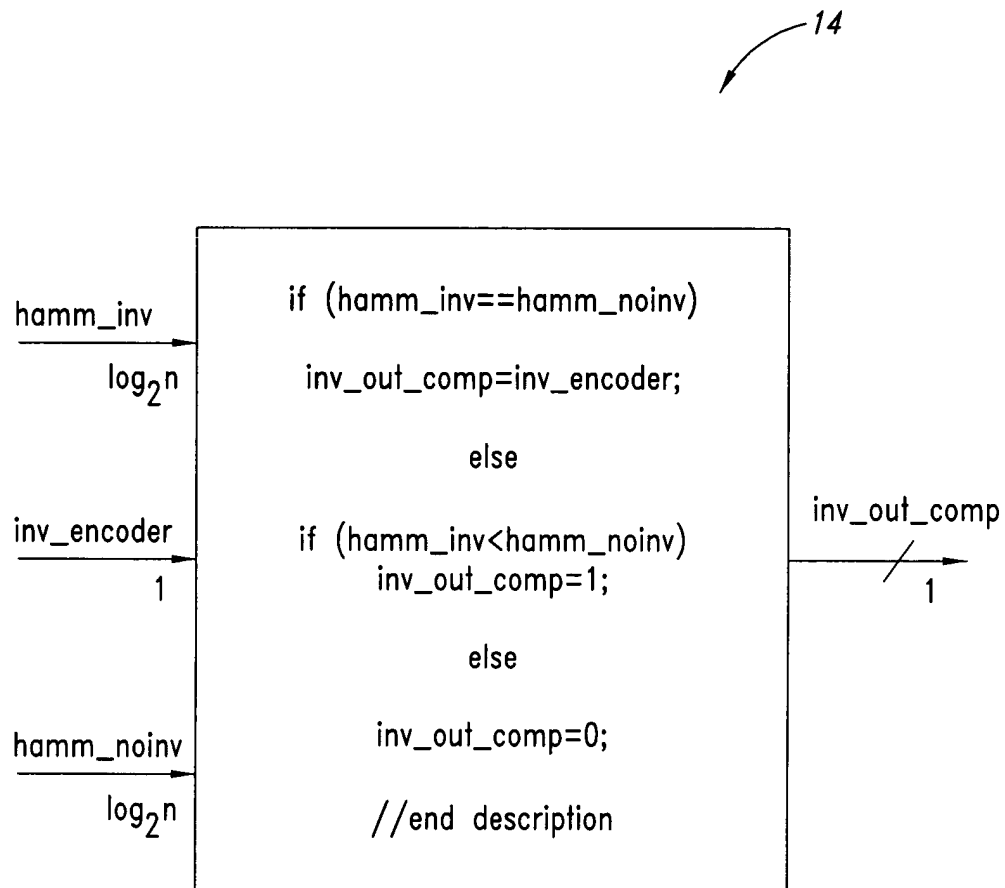 14
if (hamm_inv==hamm_noinv)
hamm_inv
log₂n
inv_out_comp=inv_encoder;
else
inv_encoder
1
if (hamm_inv<hamm_noinv)
inv_out_comp=1;
inv_out_comp
1
else
inv_out_comp=0;
hamm_noinv
log₂n
//end description